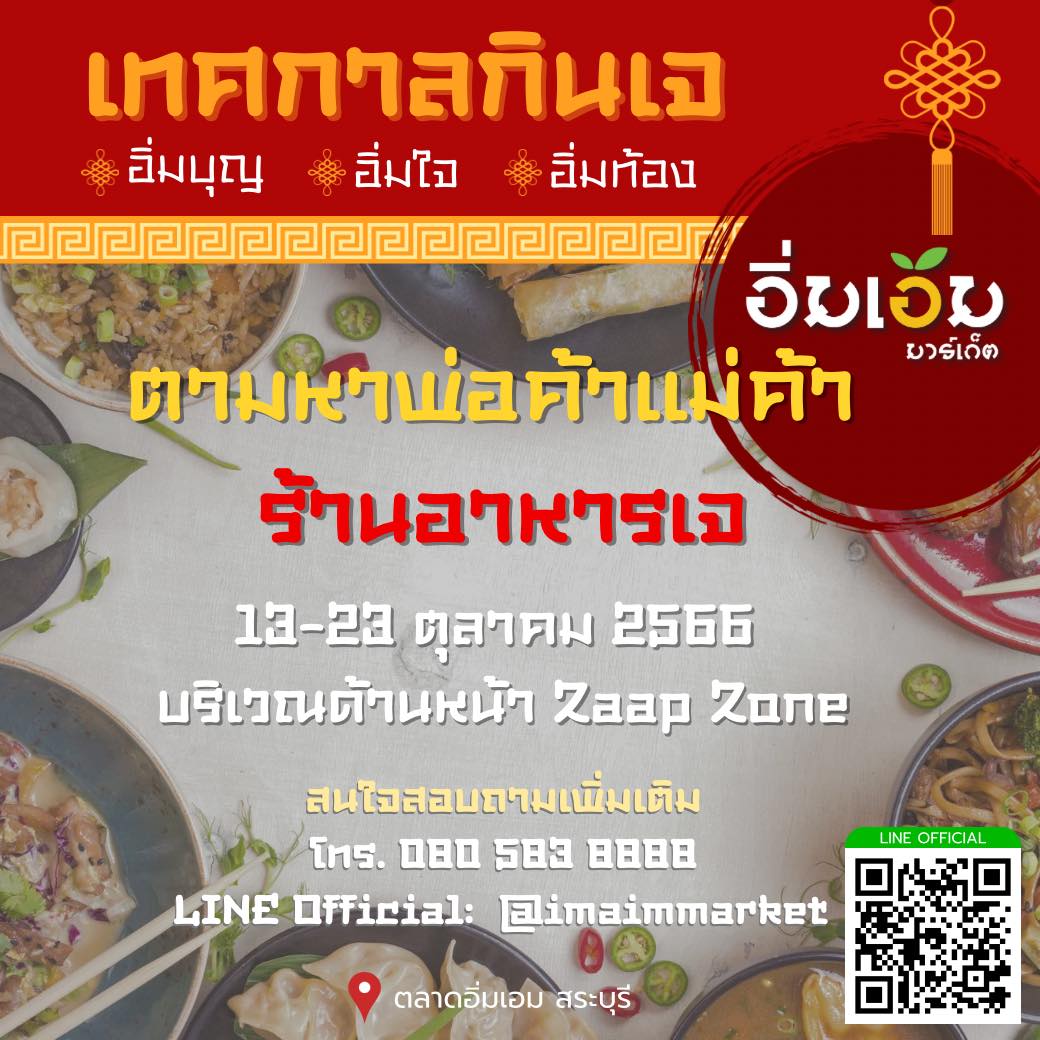 เทศกาลกินเจ
อิ่มบุญ อิ่มใจ อิ่มท้อง
อิ่มเอม
มาร์เก็ต
ตามหาพ่อค้าแม่ค้า
ร้านอาหารเจ
13-23 ตุลาคม 2566
บริเวณด้านหน้า Zaap Zone
สนใจสอบถามเพิ่มเติม
โทร. 080 583 8888
LINE Official: @imaimmarket
LINE OFFICIAL
ตลาดอิ่มเอม สระบุรี